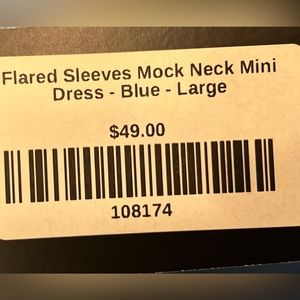 Flared Sleeves Mock Neck Mini
Dress - Blue - Large
$49.00
108174